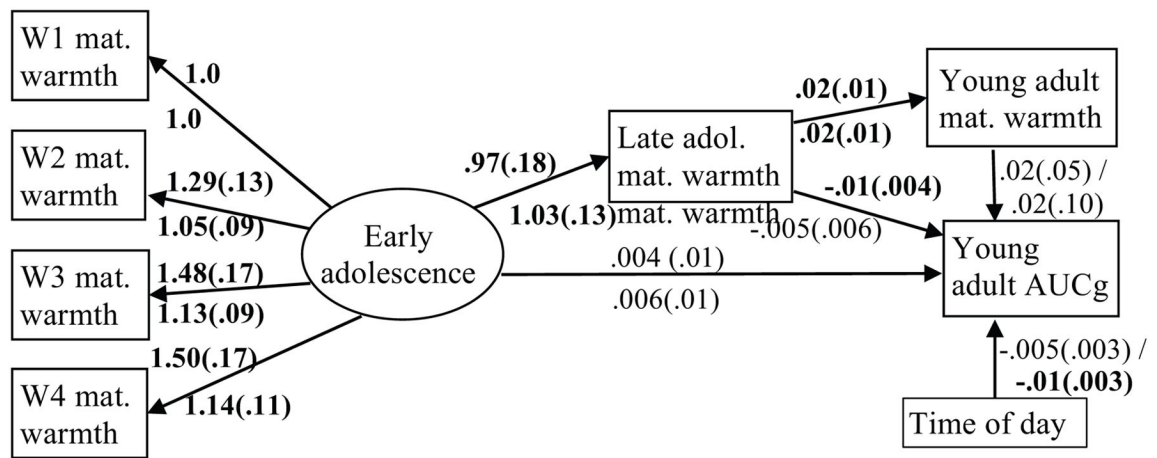 W1 mat.
warmth
1.0
1.0
W2 mat.
warmth
1.29(.13)
1.05(.09)
W3 mat.
warmth
1.48(.17)
1.13(.09)
W4 mat.
warmth
1.50(.17)
1.14(.11)
Early
adolescence
.97(.18)
1.03(.13)
Late adol.
mat. warmth
mat. warmth
.02(.01)
.02(.01)
-.01(.004)
-.005(.006)
.004 (.01)
.006(.01)
Young adult
mat. warmth
.02(.05) /
.02(.10)
Young
adult AUCg
-.005(.003) /
-.01(.003)
Time of day